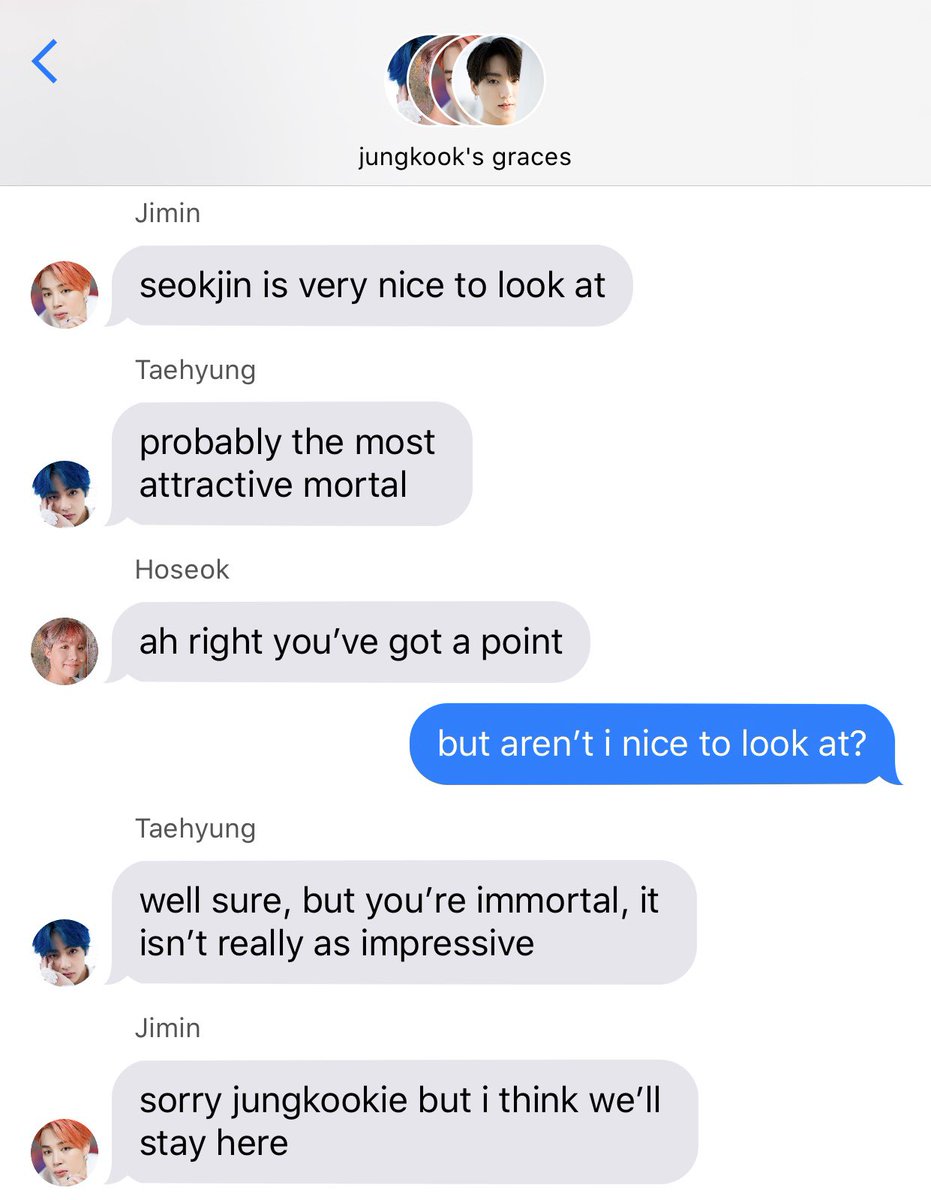 jungkook's graces
Jimin
seokjin is very nice to look at
Taehyung
probably the most
attractive mortal
Hoseok
ah right you’ve got a point
but aren’t i nice to look at?
Taehyung
well sure, but you’re immortal, it
isn’t really as impressive
Jimin
sorry jungkookie but i think we’ll
stay here